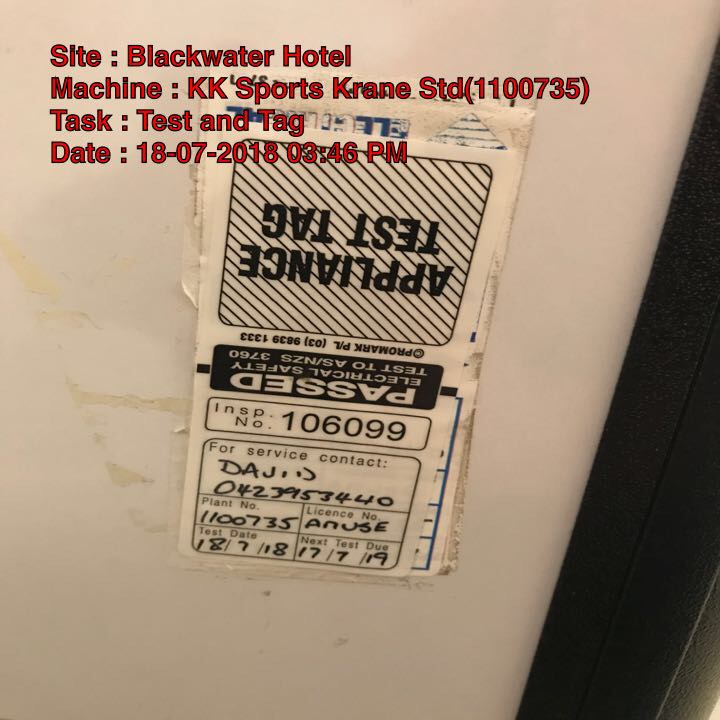 Site : Blackwater Hotel
Machine : KK Sports Krane Std(1100735)
Task : Test and Tag
Date : 18-07-2018 03:46 PM
APPLIANCE
TEST TAG
©PROMARK P/L (03) 9839 1333
PASSED
ELECTRICAL SAFETY
TEST TO AS/NZS 3760
Insp. No. 106099
For service contact:
DAVID
0423953440
Plant No. Licence No.
1100735 AMUSE
Test Date Next Test Due
18/7/18 17/7/19